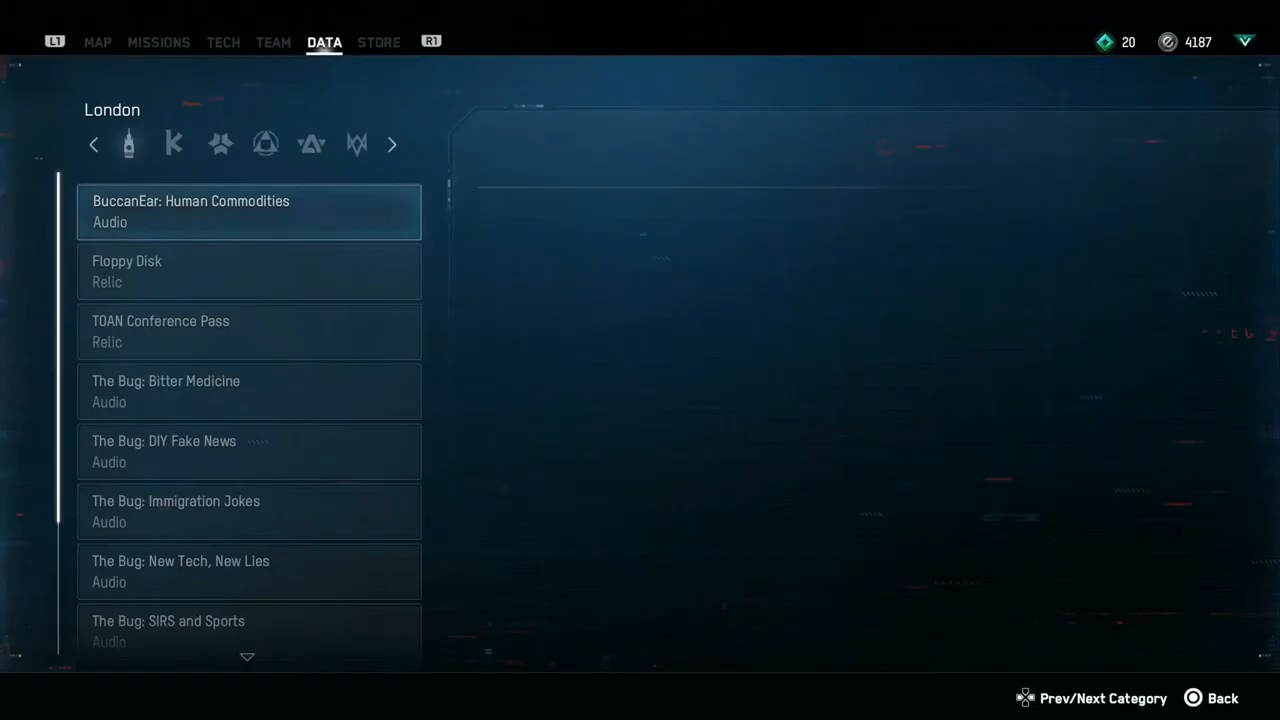 L1 MAP MISSIONS TECH TEAM DATA STORE R1 20 4187
London
BuccanEar: Human Commodities
Audio
Floppy Disk
Relic
TOAN Conference Pass
Relic
The Bug: Bitter Medicine
Audio
The Bug: DIY Fake News
Audio
The Bug: Immigration Jokes
Audio
The Bug: New Tech, New Lies
Audio
The Bug: SIRS and Sports
Audio
Prev/Next Category Back